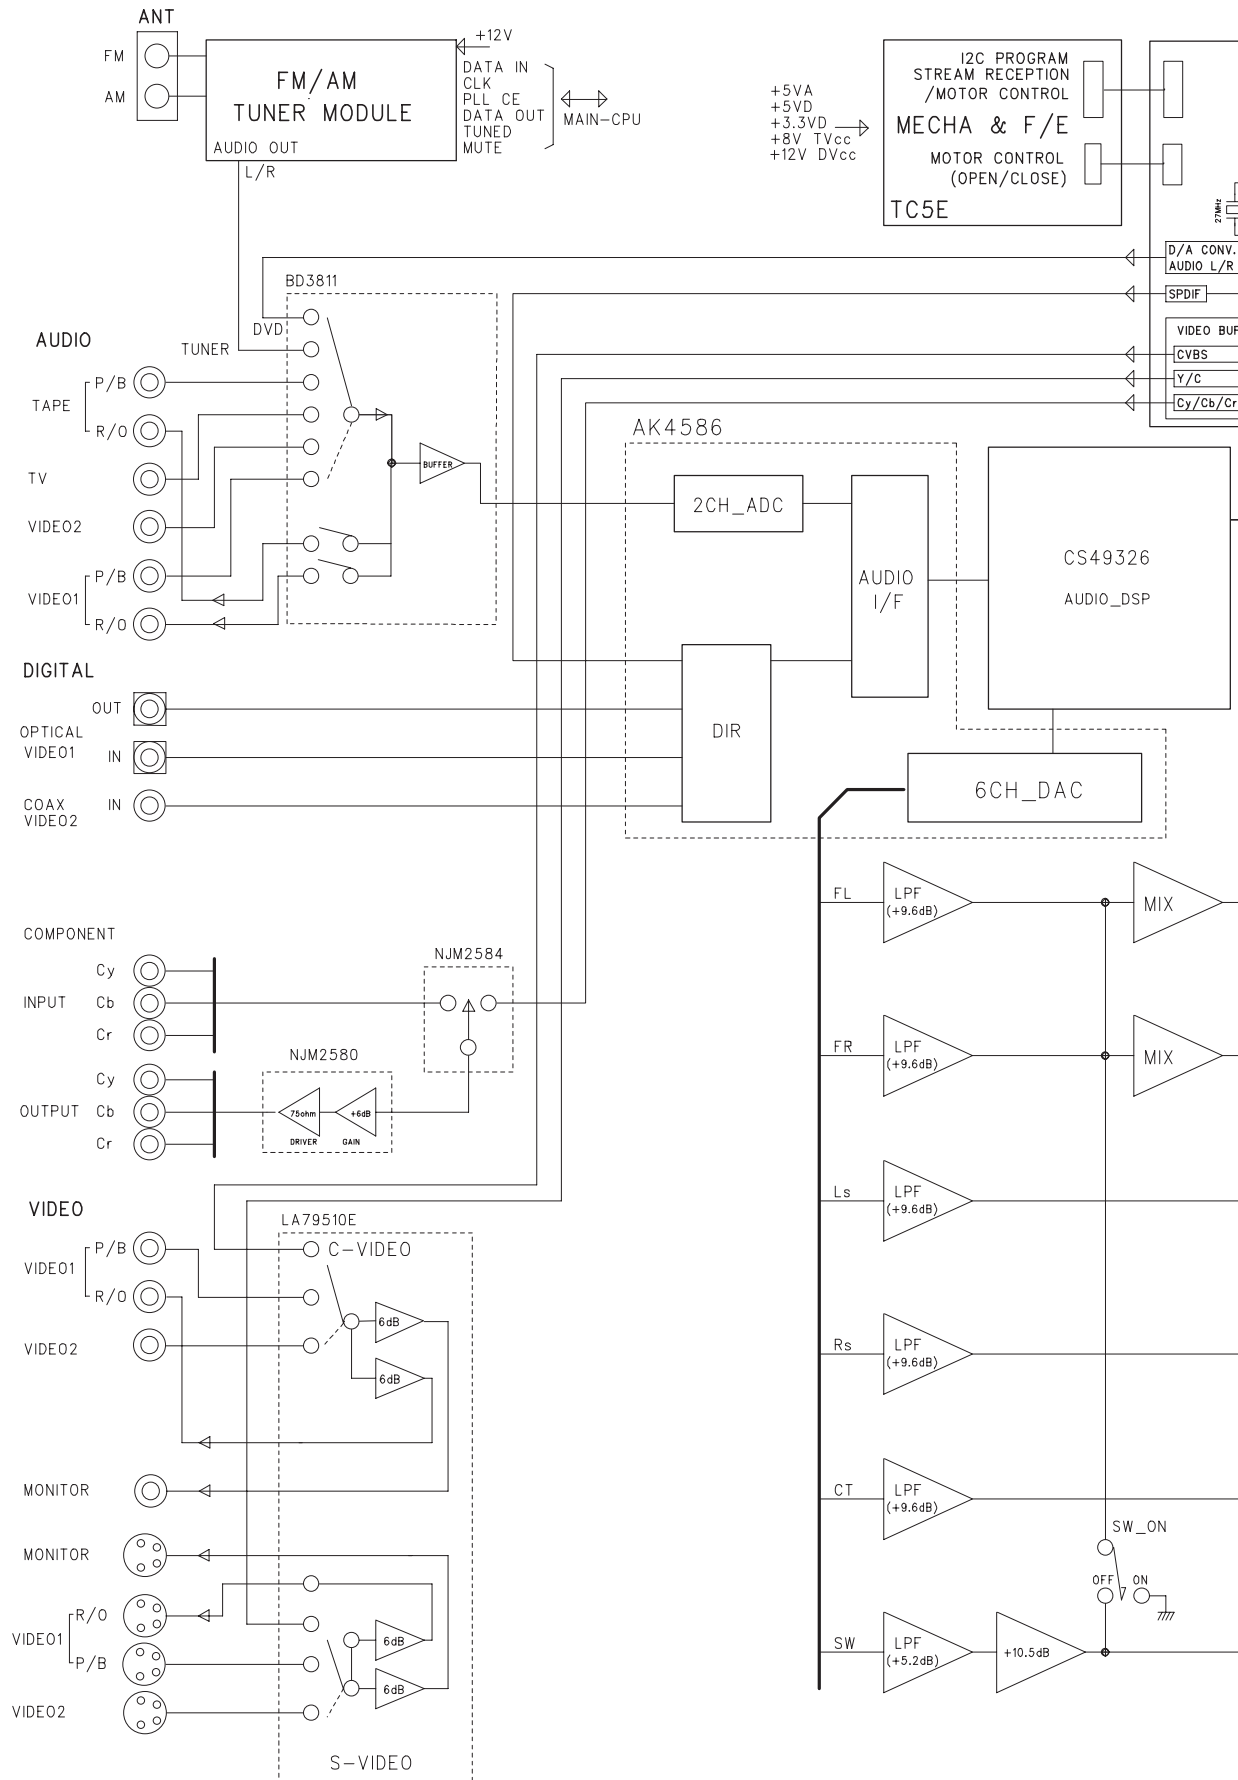 ANT
FM
AM
FM/AM
TUNER MODULE
AUDIO OUT
L/R
+12V
DATA IN
CLK
PLL CE
DATA OUT
TUNED
MUTE
MAIN-CPU
+5VA
+5VD
+3.3VD
+8V TVcc
+12V DVcc
I2C PROGRAM
STREAM RECEPTION
/MOTOR CONTROL
MECHA & F/E
MOTOR CONTROL
(OPEN/CLOSE)
TC5E
27MHz
D/A CONV.
AUDIO L/R
SPDIF
VIDEO BUF
CVBS
Y/C
Cy/Cb/Cr
BD3811
DVD
TUNER
BUFFER
AUDIO
TAPE
P/B
R/O
TV
VIDEO2
VIDEO1
P/B
R/O
AK4586
2CH_ADC
AUDIO
I/F
DIR
CS49326
AUDIO_DSP
6CH_DAC
DIGITAL
OUT
OPTICAL
VIDEO1
IN
COAX
VIDEO2
IN
COMPONENT
INPUT
Cy
Cb
Cr
OUTPUT
Cy
Cb
Cr
NJM2584
NJM2580
75ohm
+6dB
DRIVER
GAIN
VIDEO
VIDEO1
P/B
R/O
VIDEO2
LA79510E
C-VIDEO
6dB
6dB
MONITOR
MONITOR
VIDEO1
R/O
P/B
VIDEO2
6dB
6dB
S-VIDEO
FL
LPF
(+9.6dB)
MIX
FR
LPF
(+9.6dB)
MIX
Ls
LPF
(+9.6dB)
Rs
LPF
(+9.6dB)
CT
LPF
(+9.6dB)
SW_ON
OFF
ON
SW
LPF
(+5.2dB)
+10.5dB